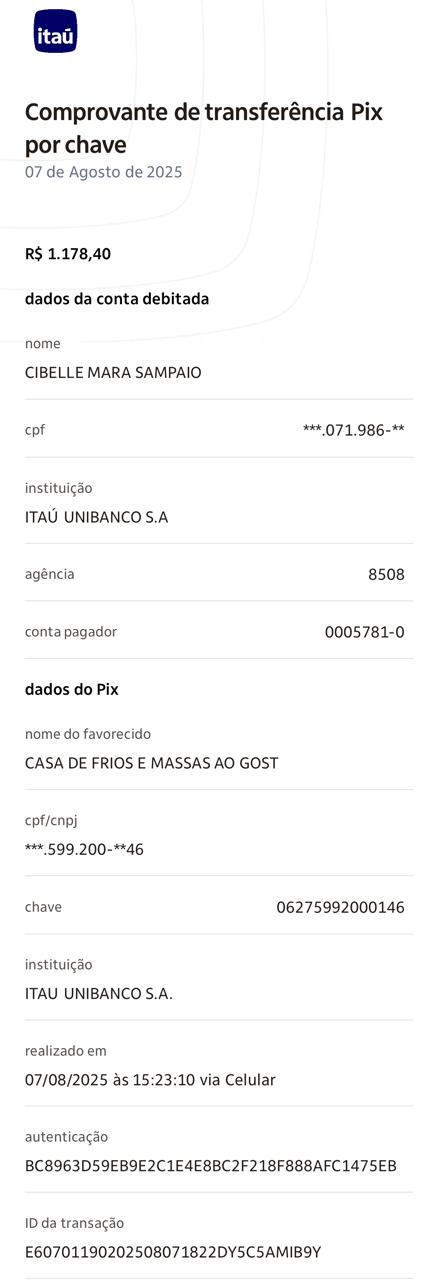 itaú
Comprovante de transferência Pix
por chave
07 de Agosto de 2025
R$ 1.178,40
dados da conta debitada
nome
CIBELLE MARA SAMPAIO
cpf
***.071.986-**
instituição
ITAÚ UNIBANCO S.A
agência
8508
conta pagador
0005781-0
dados do Pix
nome do favorecido
CASA DE FRIOS E MASSAS AO GOST
cpf/cnpj
***.599.200-**46
chave
06275992000146
instituição
ITAU UNIBANCO S.A.
realizado em
07/08/2025 às 15:23:10 via Celular
autenticação
BC8963D59EB9E2C1E4E8BC2F218F888AFC1475EB
ID da transação
E60701190202508071822DY5C5AMIB9Y